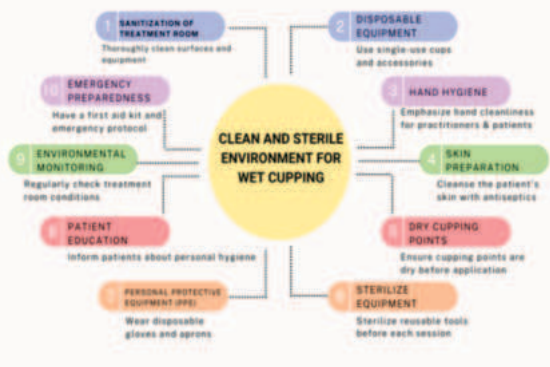 CLEAN AND STERILE
ENVIRONMENT FOR
WET CUPPING
1 SANITIZATION OF
TREATMENT ROOM
Thoroughly clean surfaces and
equipment
2 DISPOSABLE
EQUIPMENT
Use single-use cups
and accessories
3 HAND HYGIENE
Emphasize hand cleanliness
for practitioners & patients
4 SKIN
PREPARATION
Cleanse the patient's
skin with antiseptics
DRY CUPPING
POINTS
Ensure cupping points are
dry before application
STERILIZE
EQUIPMENT
Sterilize reusable tools
before each session
PERSONAL PROTECTIVE
EQUIPMENT (PPE)
Wear disposable
gloves and aprons
PATIENT
EDUCATION
Inform patients about personal hygiene
9 ENVIRONMENTAL
MONITORING
Regularly check treatment
room conditions
10 EMERGENCY
PREPAREDNESS
Have a first aid kit and
emergency protocol